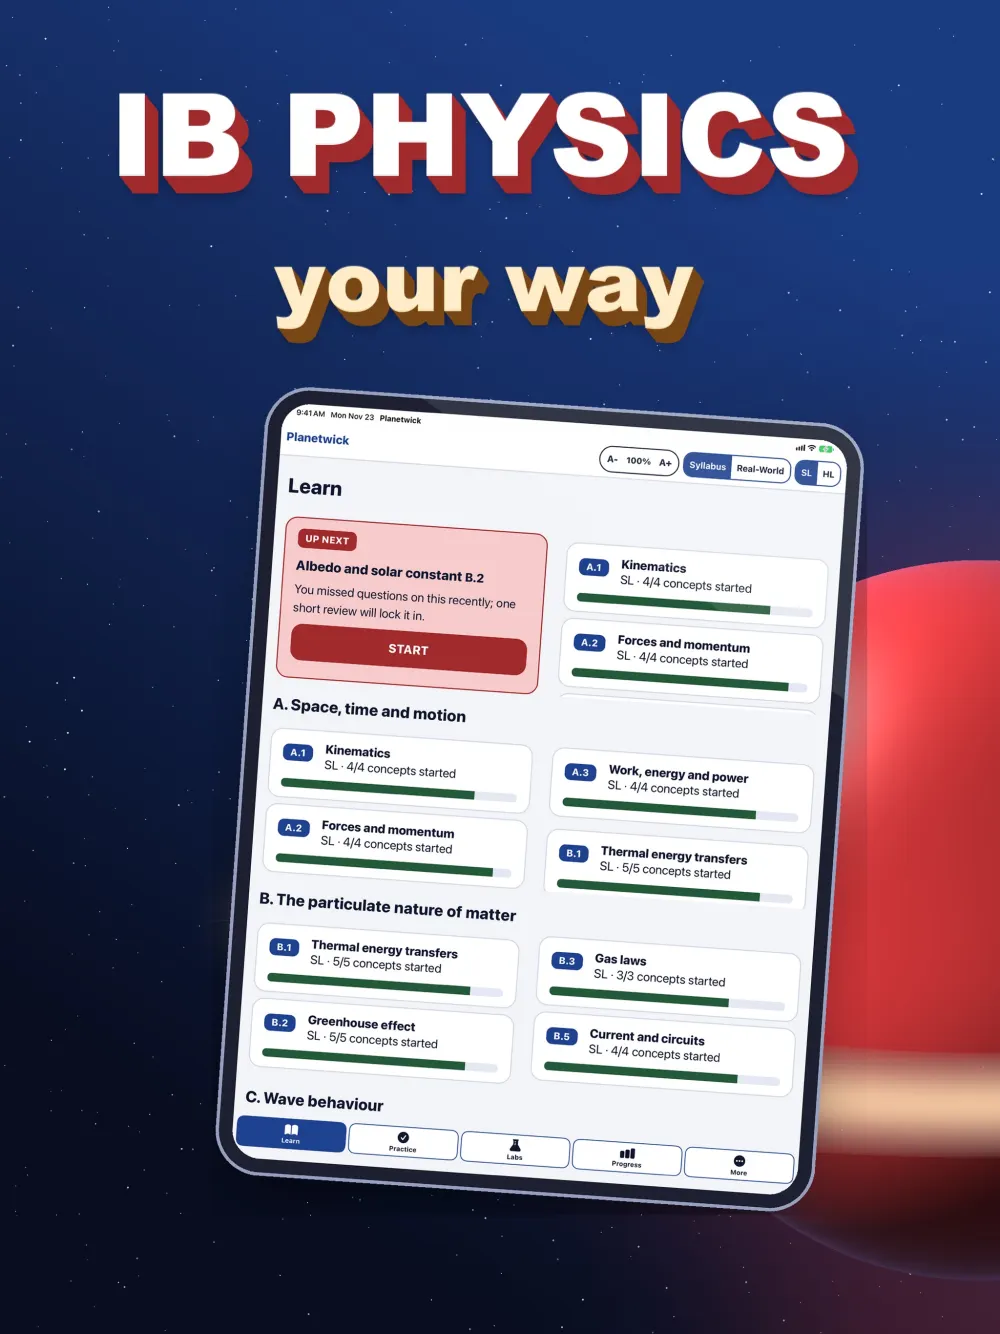 IB PHYSICS
your way
9:41 AM Mon Nov 23 Planetwick
Planetwick
A- 100% A+
Syllabus Real-World
SL HL
Learn
UP NEXT
Albedo and solar constant B.2
You missed questions on this recently; one
short review will lock it in.
START
A.1 Kinematics
SL · 4/4 concepts started
A.2 Forces and momentum
SL · 4/4 concepts started
A. Space, time and motion
A.1 Kinematics
SL · 4/4 concepts started
A.2 Forces and momentum
SL · 4/4 concepts started
A.3 Work, energy and power
SL · 4/4 concepts started
B.1 Thermal energy transfers
SL · 5/5 concepts started
B. The particulate nature of matter
B.1 Thermal energy transfers
SL · 5/5 concepts started
B.2 Greenhouse effect
SL · 5/5 concepts started
B.3 Gas laws
SL · 3/3 concepts started
B.5 Current and circuits
SL · 4/4 concepts started
C. Wave behaviour
Learn
Practice
Labs
Progress
More